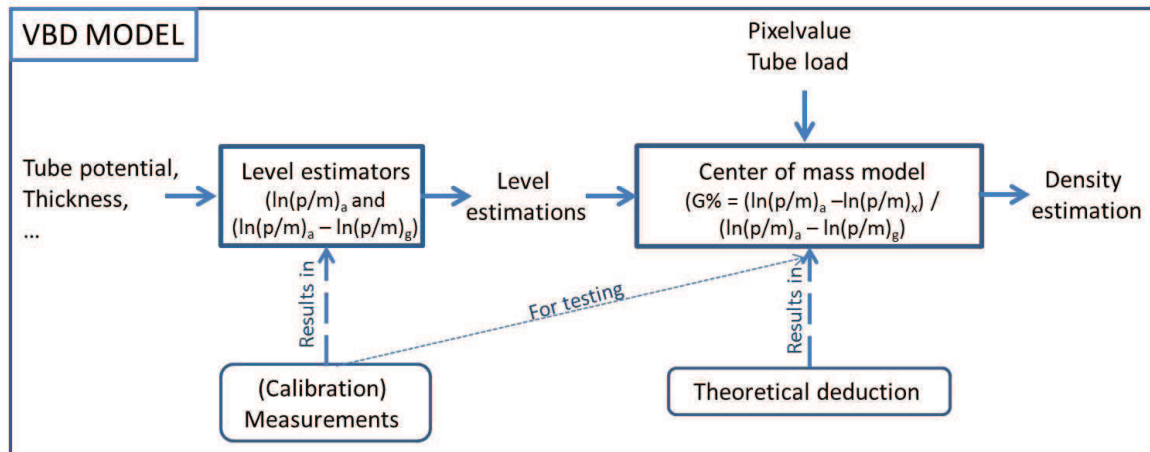 VBD MODEL
Pixelvalue
Tube load
Tube potential,
Thickness,
...
Level estimators
(ln(p/m)ₐ and
(ln(p/m)ₐ – ln(p/m)g)
Level
estimations
Center of mass model
(G% = (ln(p/m)ₐ –ln(p/m)ₓ) /
(ln(p/m)ₐ – ln(p/m)g)
Density
estimation
Results in
For testing
Results in
(Calibration)
Measurements
Theoretical deduction